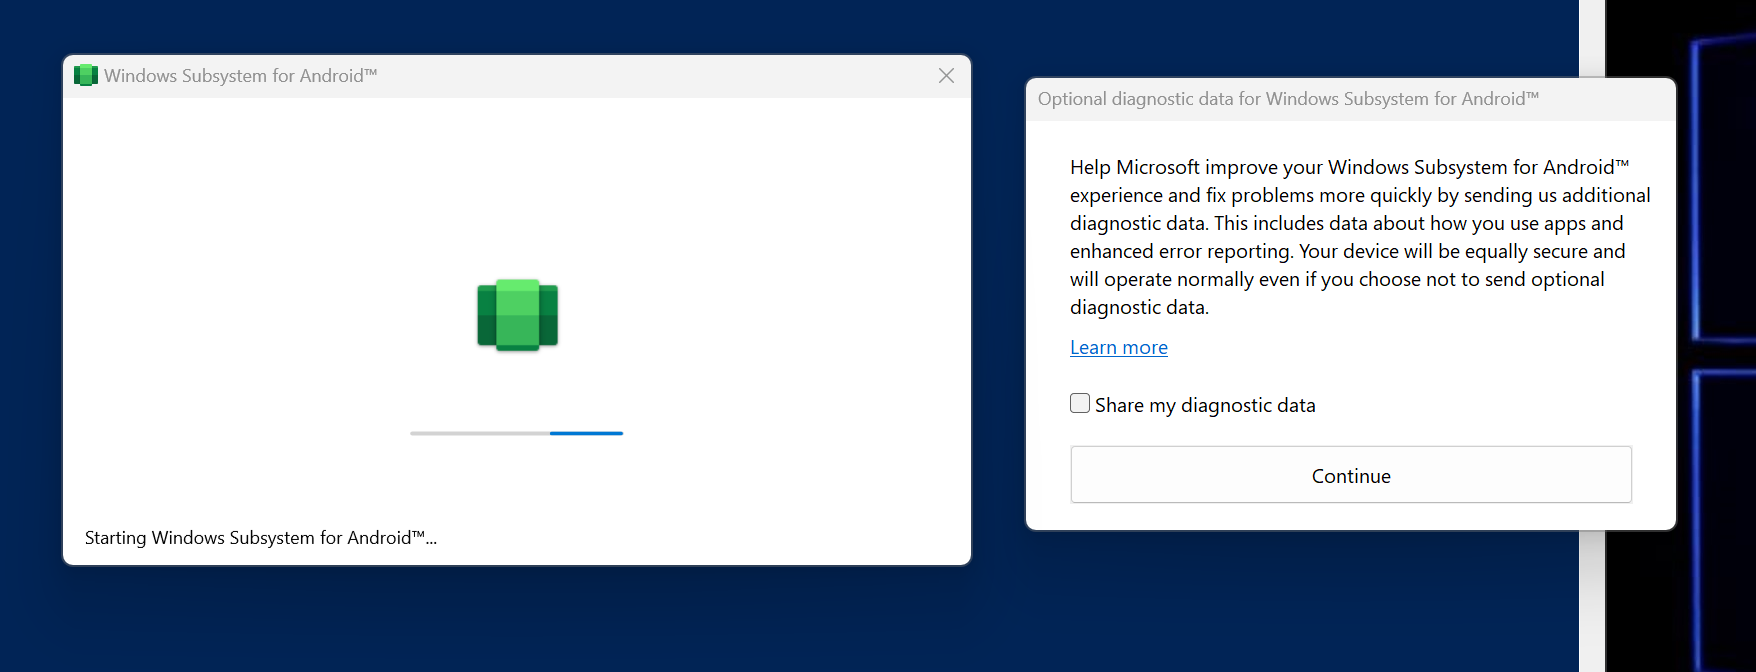 Windows Subsystem for Android™
Starting Windows Subsystem for Android™...
Optional diagnostic data for Windows Subsystem for Android™
Help Microsoft improve your Windows Subsystem for Android™
experience and fix problems more quickly by sending us additional
diagnostic data. This includes data about how you use apps and
enhanced error reporting. Your device will be equally secure and
will operate normally even if you choose not to send optional
diagnostic data.
Learn more
Share my diagnostic data
Continue